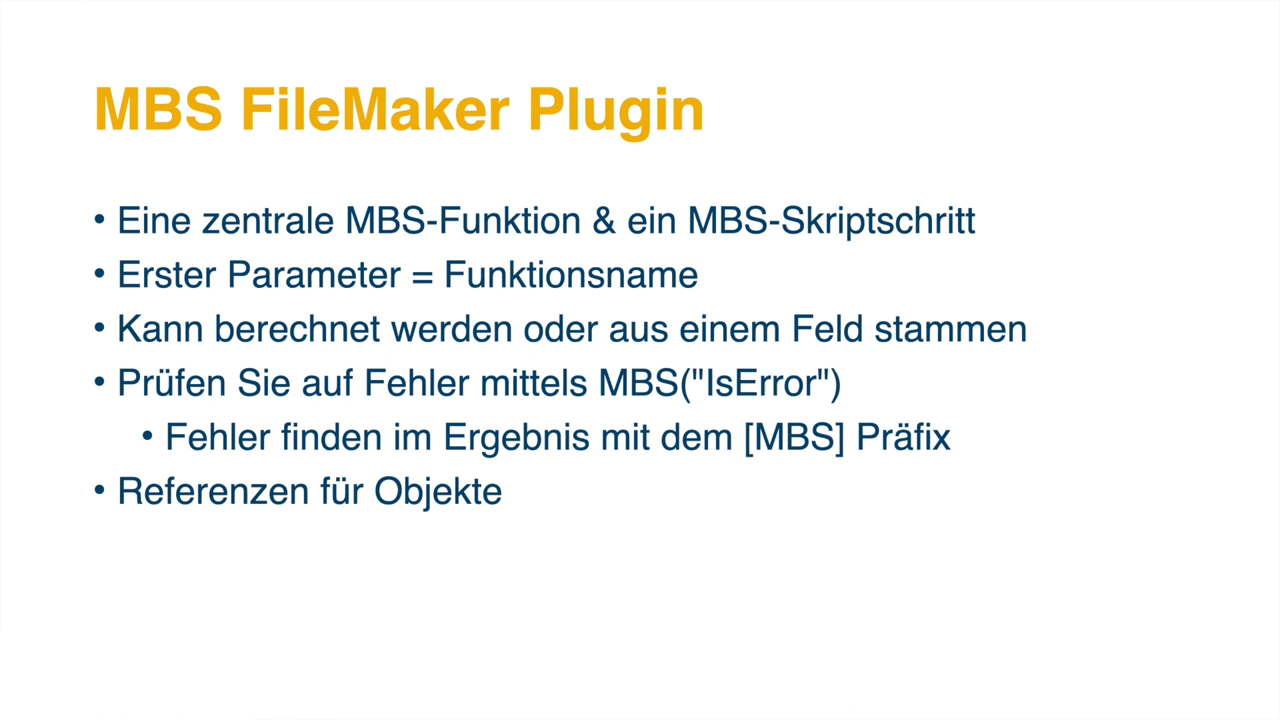 MBS FileMaker Plugin
• Eine zentrale MBS-Funktion & ein MBS-Skriptschritt
• Erster Parameter = Funktionsname
• Kann berechnet werden oder aus einem Feld stammen
• Prüfen Sie auf Fehler mittels MBS("IsError")
• Fehler finden im Ergebnis mit dem [MBS] Präfix
• Referenzen für Objekte